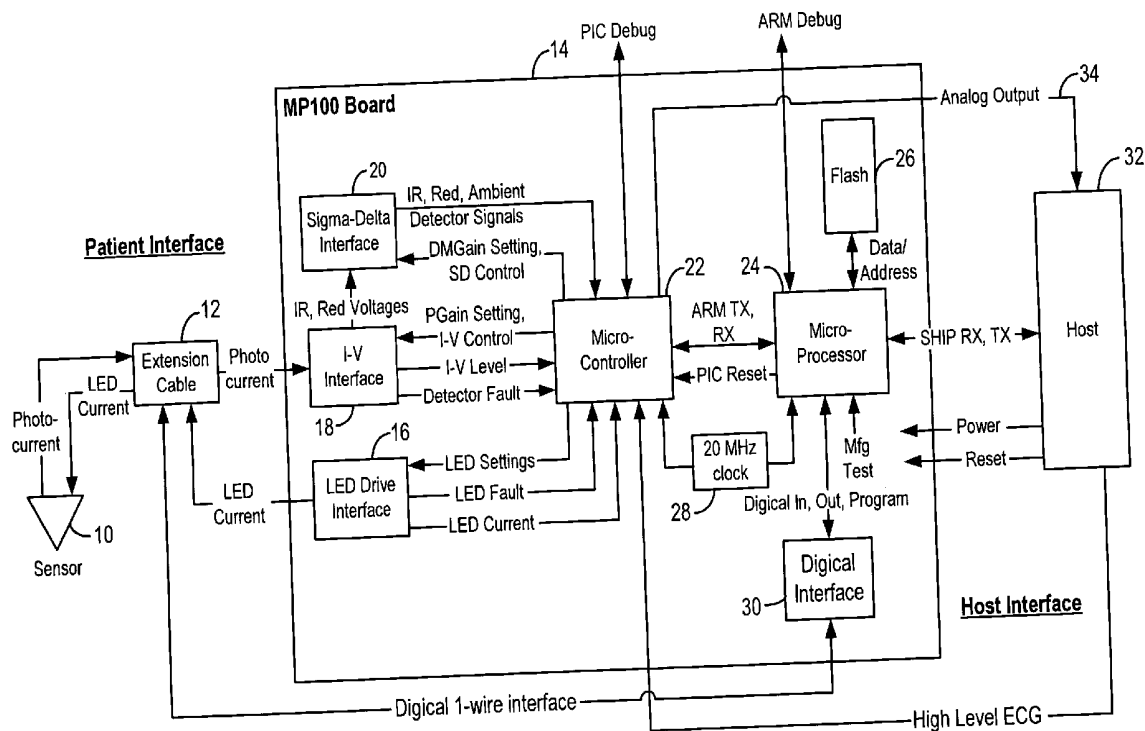 PIC Debug
ARM Debug
14
MP100 Board
Analog Output
34
32
20
IR, Red, Ambient
Detector Signals
Flash
26
Sigma-Delta
Interface
Patient Interface
DMGain Setting,
SD Control
22
24
Data/
Address
12
IR, Red Voltages
PGain Setting,
I-V Control
ARM TX,
RX
Micro-
Controller
Micro-
Processor
SHIP RX, TX
Host
Extension
Cable
Photo
current
I-V
Interface
I-V Level
PIC Reset
LED
Current
Detector Fault
18
Photo-
current
16
LED Settings
20 MHz
clock
Mfg
Test
Power
Reset
LED
Current
LED Drive
Interface
LED Fault
28
LED Current
Digical In, Out, Program
10
Sensor
Digical
Interface
30
Host Interface
Digical 1-wire interface
High Level ECG